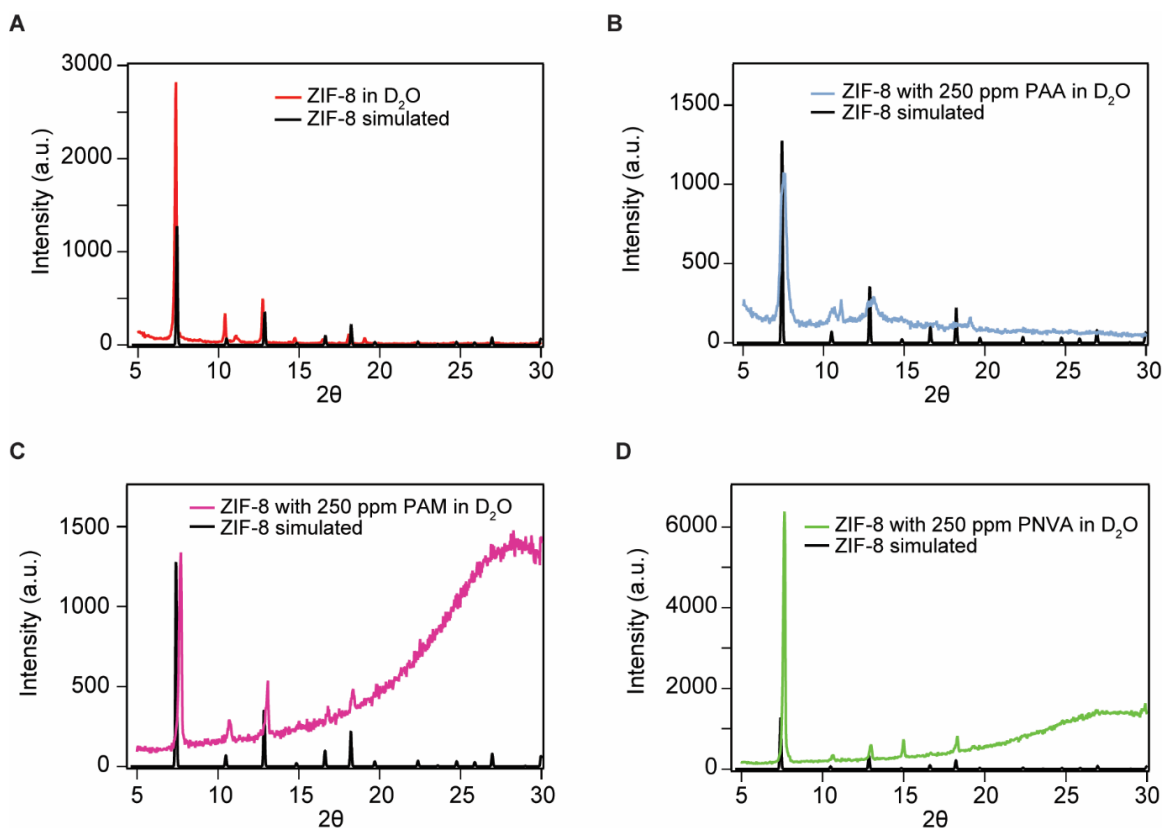 A
Intensity (a.u.)
3000
2000
1000
0
ZIF-8 in D₂O
ZIF-8 simulated
5 10 15 20 25 30
2θ
B
Intensity (a.u.)
1500
1000
500
0
ZIF-8 with 250 ppm PAA in D₂O
ZIF-8 simulated
5 10 15 20 25 30
2θ
C
Intensity (a.u.)
1500
1000
500
0
ZIF-8 with 250 ppm PAM in D₂O
ZIF-8 simulated
5 10 15 20 25 30
2θ
D
Intensity (a.u.)
6000
4000
2000
0
ZIF-8 with 250 ppm PNVA in D₂O
ZIF-8 simulated
5 10 15 20 25 30
2θ